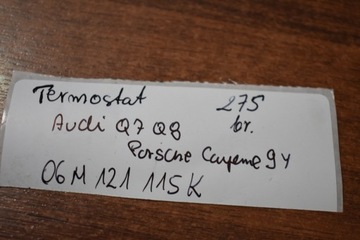 Termostat 275
Audi Q7 Q8 br.
Porsche Cayenne 9Y
06M 121 115K